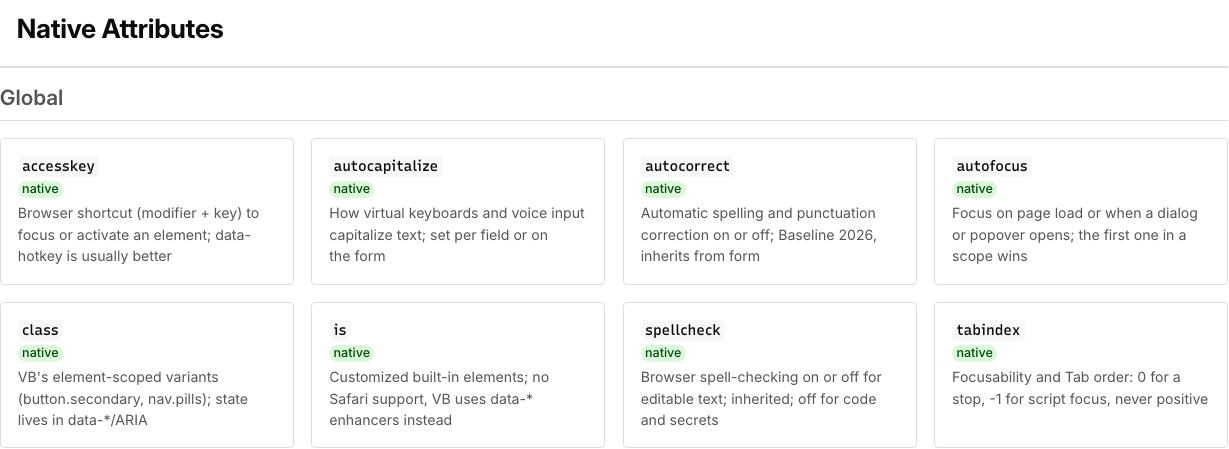 Native Attributes
Global
accesskey
native
Browser shortcut (modifier + key) to
focus or activate an element; data-
hotkey is usually better
autocapitalize
native
How virtual keyboards and voice input
capitalize text; set per field or on
the form
autocorrect
native
Automatic spelling and punctuation
correction on or off; Baseline 2026,
inherits from form
autofocus
native
Focus on page load or when a dialog
or popover opens; the first one in a
scope wins
class
native
VB's element-scoped variants
(button.secondary, nav.pills); state
lives in data-*/ARIA
is
native
Customized built-in elements; no
Safari support, VB uses data-*
enhancers instead
spellcheck
native
Browser spell-checking on or off for
editable text; inherited; off for code
and secrets
tabindex
native
Focusability and Tab order: 0 for a
stop, -1 for script focus, never positive